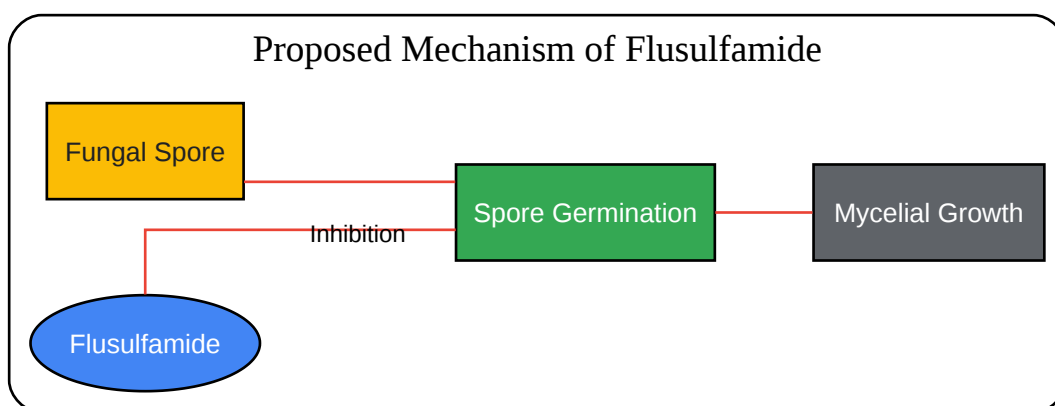 Proposed Mechanism of Flusulfamide
Fungal Spore
Spore Germination
Mycelial Growth
Inhibition
Flusulfamide